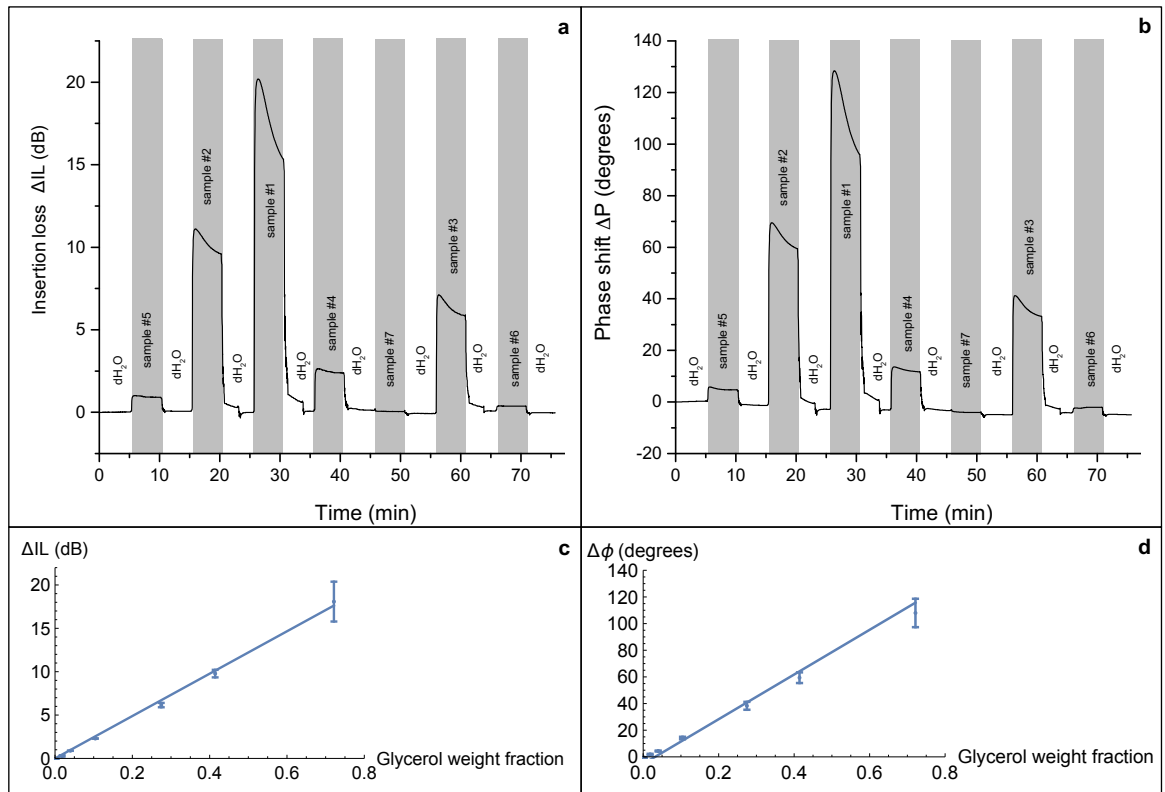 a
Insertion loss ΔIL (dB)
20
15
10
5
0
dH2O
sample #5
dH2O
sample #2
dH2O
sample #1
dH2O
sample #4
dH2O
sample #7
dH2O
sample #3
dH2O
sample #6
dH2O
0 10 20 30 40 50 60 70
Time (min)
b
Phase shift ΔP (degrees)
140
120
100
80
60
40
20
0
-20
dH2O
sample #5
dH2O
sample #2
dH2O
sample #1
dH2O
sample #4
dH2O
sample #7
dH2O
sample #3
dH2O
sample #6
dH2O
0 10 20 30 40 50 60 70
Time (min)
c
ΔIL (dB)
20
15
10
5
0
0.0 0.2 0.4 0.6 0.8
Glycerol weight fraction
d
Δϕ (degrees)
140
120
100
80
60
40
20
0
0.0 0.2 0.4 0.6 0.8
Glycerol weight fraction